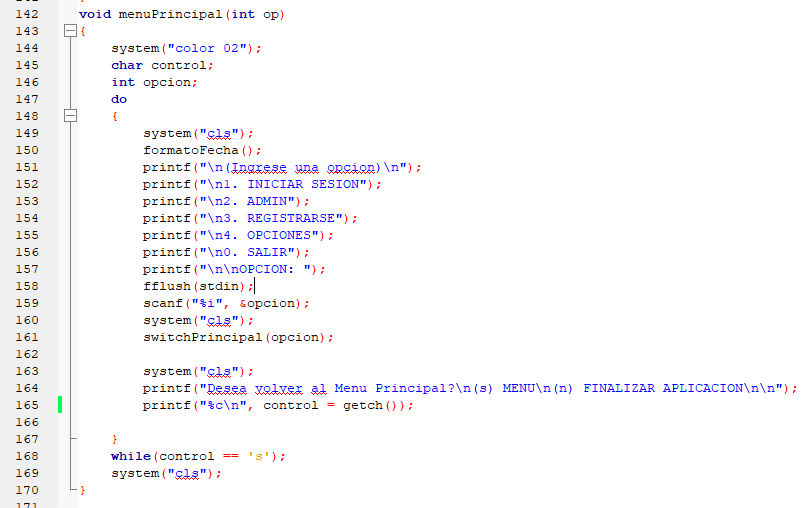 142 void menuPrincipal(int op)
143 {
144 system("color 02");
145 char control;
146 int opcion;
147 do
148 {
149 system("cls");
150 formatoFecha();
151 printf("\n(Ingrese una opcion)\n");
152 printf("\n1. INICIAR SESION");
153 printf("\n2. ADMIN");
154 printf("\n3. REGISTRARSE");
155 printf("\n4. OPCIONES");
156 printf("\n0. SALIR");
157 printf("\n\nOPCION: ");
158 fflush(stdin);
159 scanf("%i", &opcion);
160 system("cls");
161 switchPrincipal(opcion);
162
163 system("cls");
164 printf("Desea volver al Menu Principal?\n(s) MENU\n(n) FINALIZAR APLICACION\n\n");
165 printf("%c\n", control = getch());
166
167 }
168 while(control == 's');
169 system("cls");
170 }